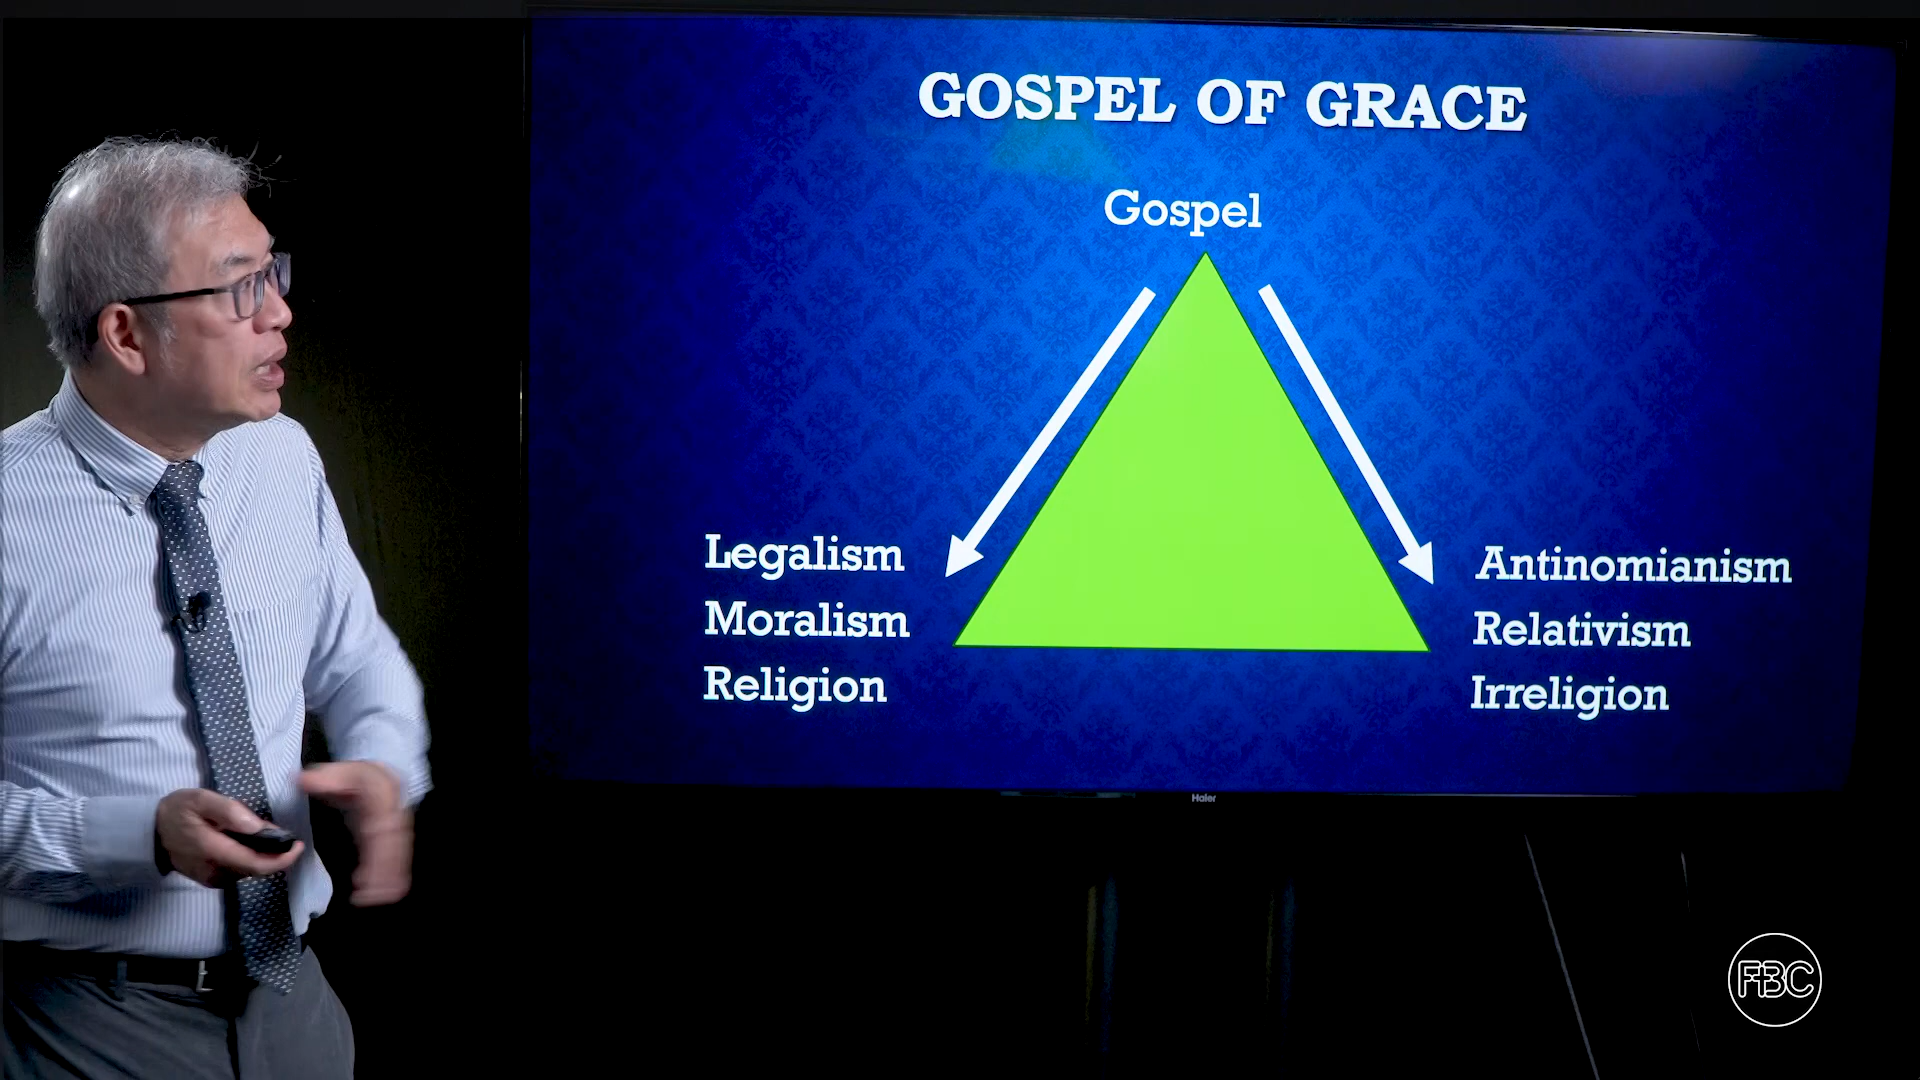 GOSPEL OF GRACE
Gospel
Legalism
Moralism
Religion
Antinomianism
Relativism
Irreligion
Haier
FBC